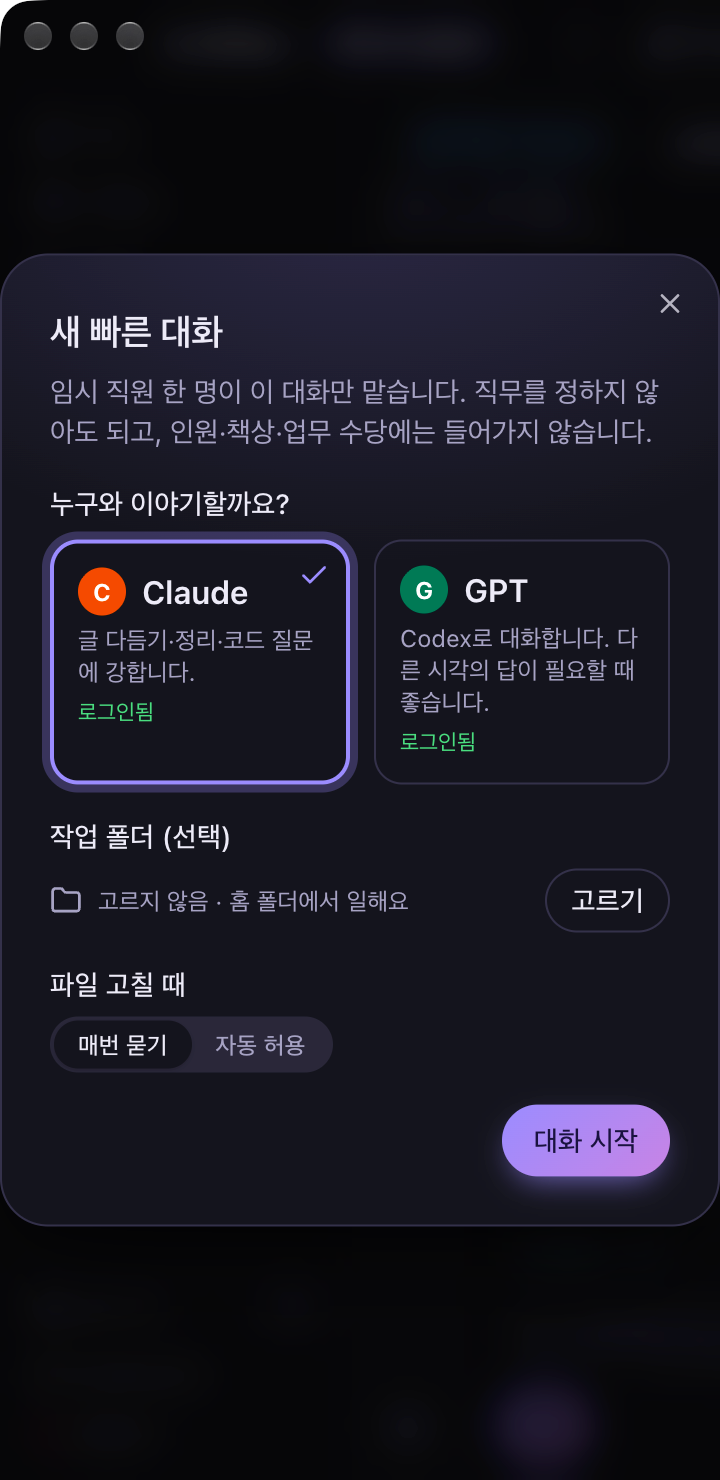 새 빠른 대화
임시 직원 한 명이 이 대화만 맡습니다. 직무를 정하지 않
아도 되고, 인원·책상·업무 수당에는 들어가지 않습니다.
누구와 이야기할까요?
C Claude
글 다듬기·정리·코드 질문
에 강합니다.
로그인됨
G GPT
Codex로 대화합니다. 다
른 시각의 답이 필요할 때
좋습니다.
로그인됨
작업 폴더 (선택)
고르지 않음 · 홈 폴더에서 일해요
고르기
파일 고칠 때
매번 묻기
자동 허용
대화 시작